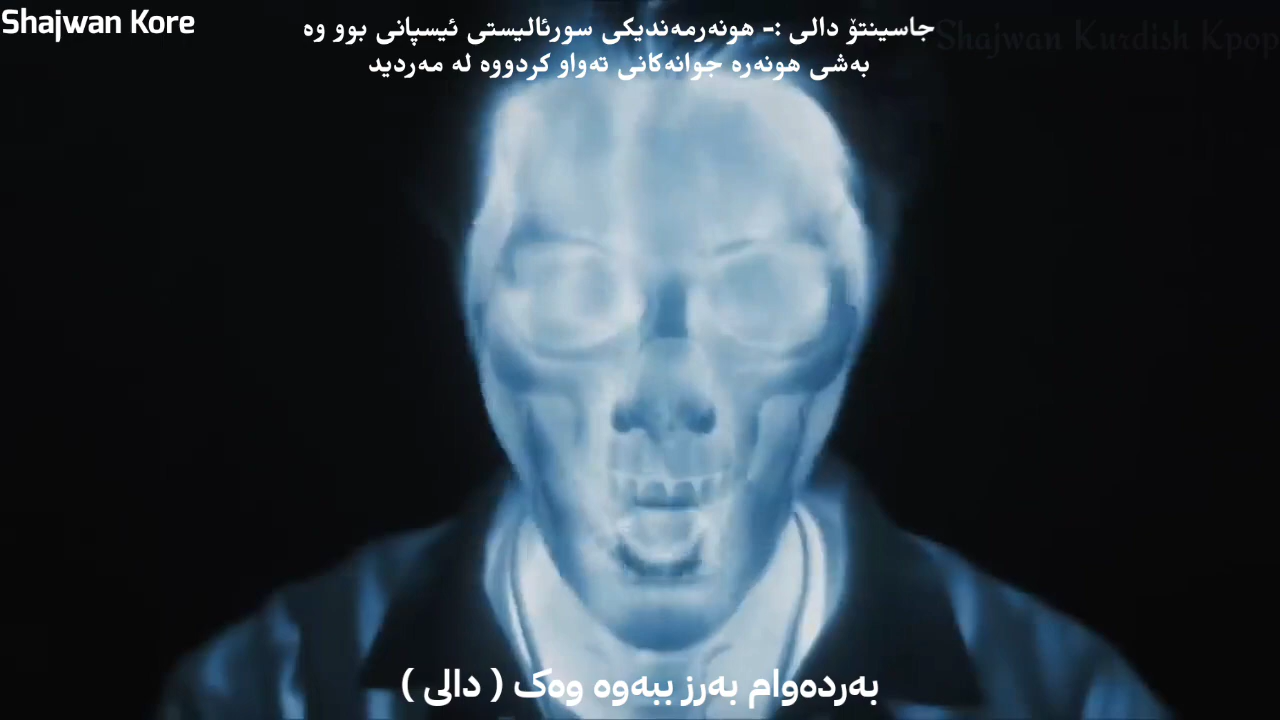 Shajwan Kore
Shajwan Kurdish Kpop
جاسینتۆ دالی :- هونەرمەندیکی سورئالیستی ئیسپانی بوو وە
بەشی هونەرە جوانەکانی تەواو کردووە لە مەردید
بەردەوام بەرز ببەوە وەک ( دالی )